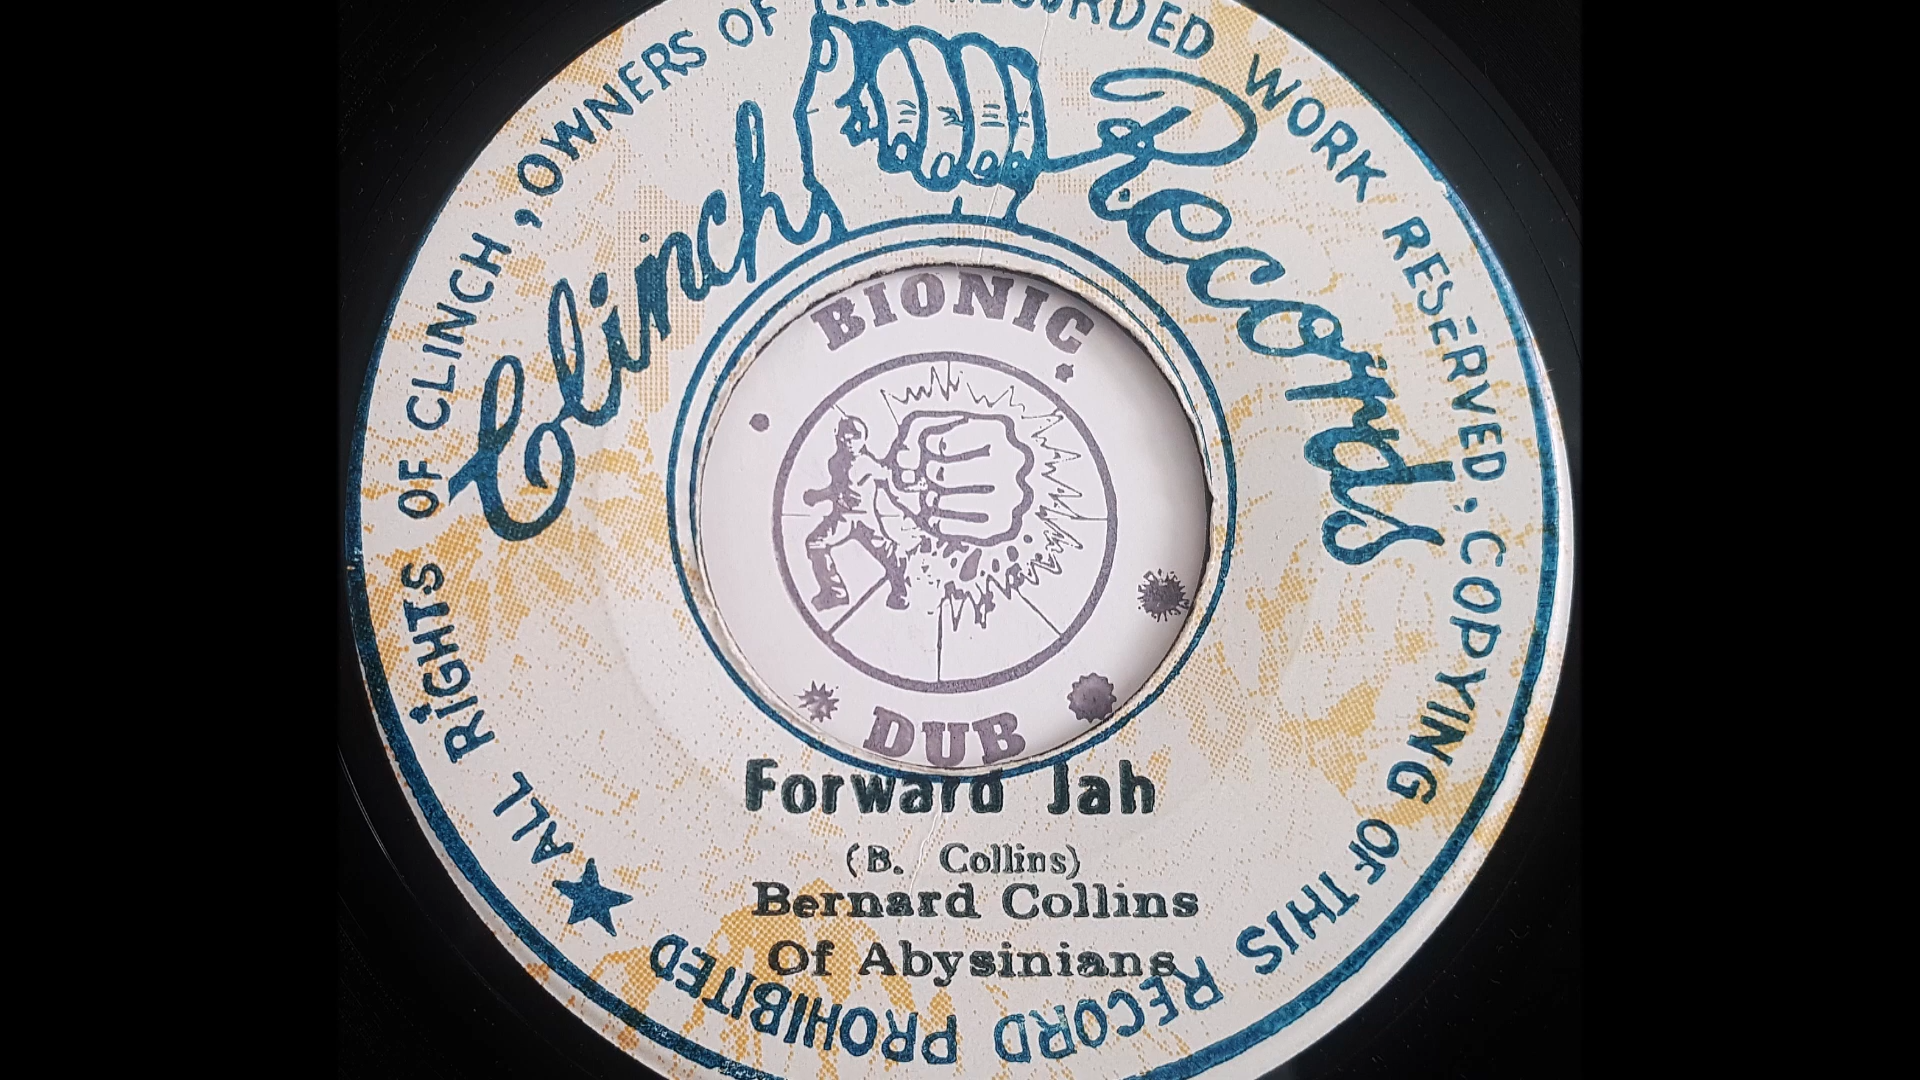 ★ ALL RIGHTS OF CLINCH, OWNERS OF THIS RECORDED WORK RESERVED. COPYING OF THIS RECORD PROHIBITED
Clinch Records
BIONIC
DUB
Forward Jah
(B. Collins)
Bernard Collins
Of Abysinians